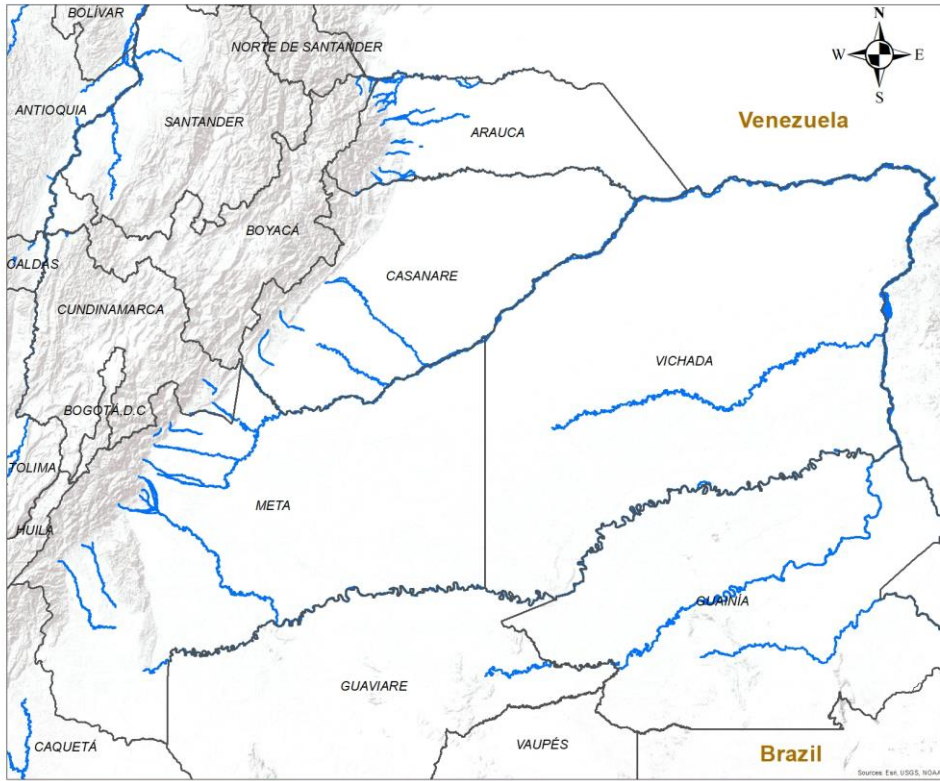 BOLÍVAR
N
NORTE DE SANTANDER
W
E
S
ANTIOQUIA
SANTANDER
Venezuela
ARAUCA
BOYACÁ
CALDAS
CASANARE
CUNDINAMARCA
VICHADA
BOGOTÁ,D.C
TOLIMA
META
HUILA
GUAINÍA
GUAVIARE
CAQUETÁ
VAUPÉS
Brazil
Sources: Esri, USGS, NOAA